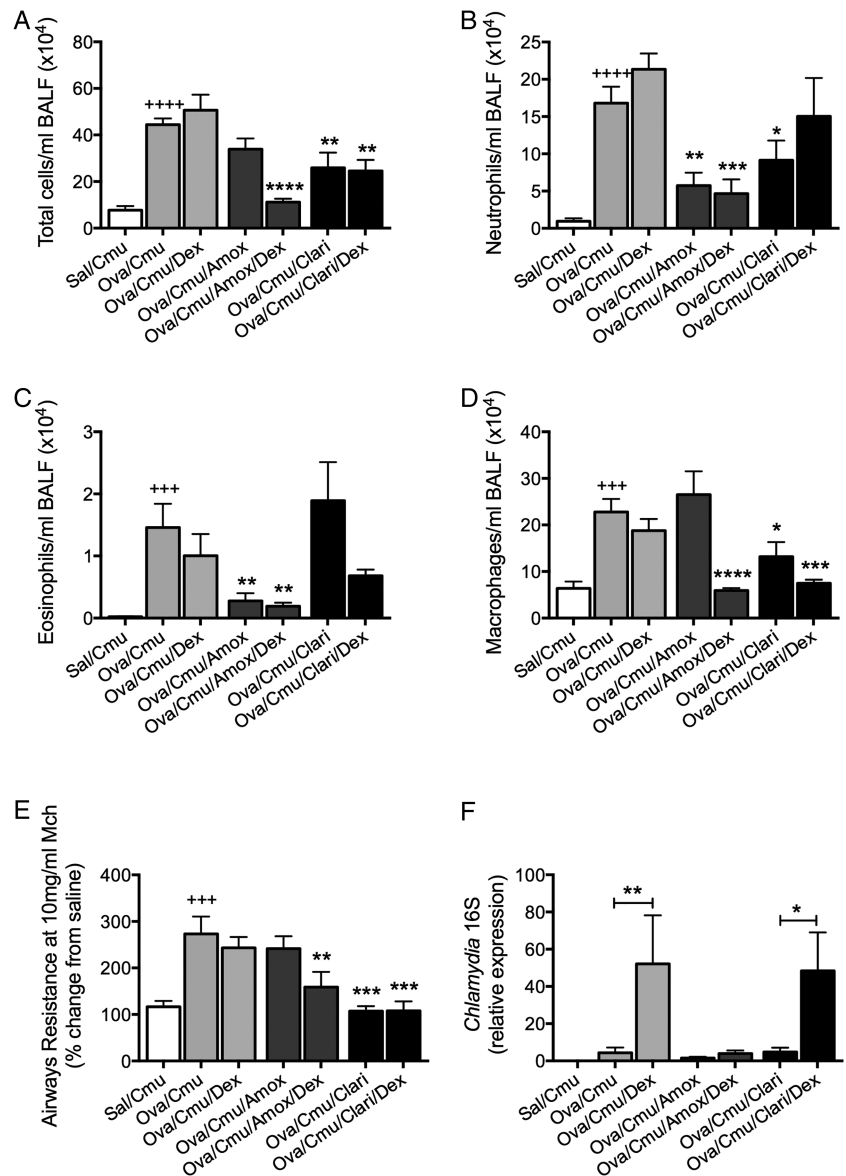 A
Total cells/ml BALF (x10⁴)
80
60
40
20
0
++++
****
**
**
Sal/Cmu
Ova/Cmu
Ova/Cmu/Dex
Ova/Cmu/Amox
Ova/Cmu/Amox/Dex
Ova/Cmu/Clari
Ova/Cmu/Clari/Dex
B
Neutrophils/ml BALF (x10⁴)
25
20
15
10
5
0
++++
**
***
*
Sal/Cmu
Ova/Cmu
Ova/Cmu/Dex
Ova/Cmu/Amox
Ova/Cmu/Amox/Dex
Ova/Cmu/Clari
Ova/Cmu/Clari/Dex
C
Eosinophils/ml BALF (x10⁴)
3
2
1
0
+++
**
**
Sal/Cmu
Ova/Cmu
Ova/Cmu/Dex
Ova/Cmu/Amox
Ova/Cmu/Amox/Dex
Ova/Cmu/Clari
Ova/Cmu/Clari/Dex
D
Macrophages/ml BALF (x10⁴)
40
30
20
10
0
+++
****
*
***
Sal/Cmu
Ova/Cmu
Ova/Cmu/Dex
Ova/Cmu/Amox
Ova/Cmu/Amox/Dex
Ova/Cmu/Clari
Ova/Cmu/Clari/Dex
E
Airways Resistance at 10mg/ml Mch
(% change from saline)
400
300
200
100
0
+++
**
***
***
Sal/Cmu
Ova/Cmu
Ova/Cmu/Dex
Ova/Cmu/Amox
Ova/Cmu/Amox/Dex
Ova/Cmu/Clari
Ova/Cmu/Clari/Dex
F
Chlamydia 16S
(relative expression)
100
80
60
40
20
0
**
*
Sal/Cmu
Ova/Cmu
Ova/Cmu/Dex
Ova/Cmu/Amox
Ova/Cmu/Amox/Dex
Ova/Cmu/Clari
Ova/Cmu/Clari/Dex